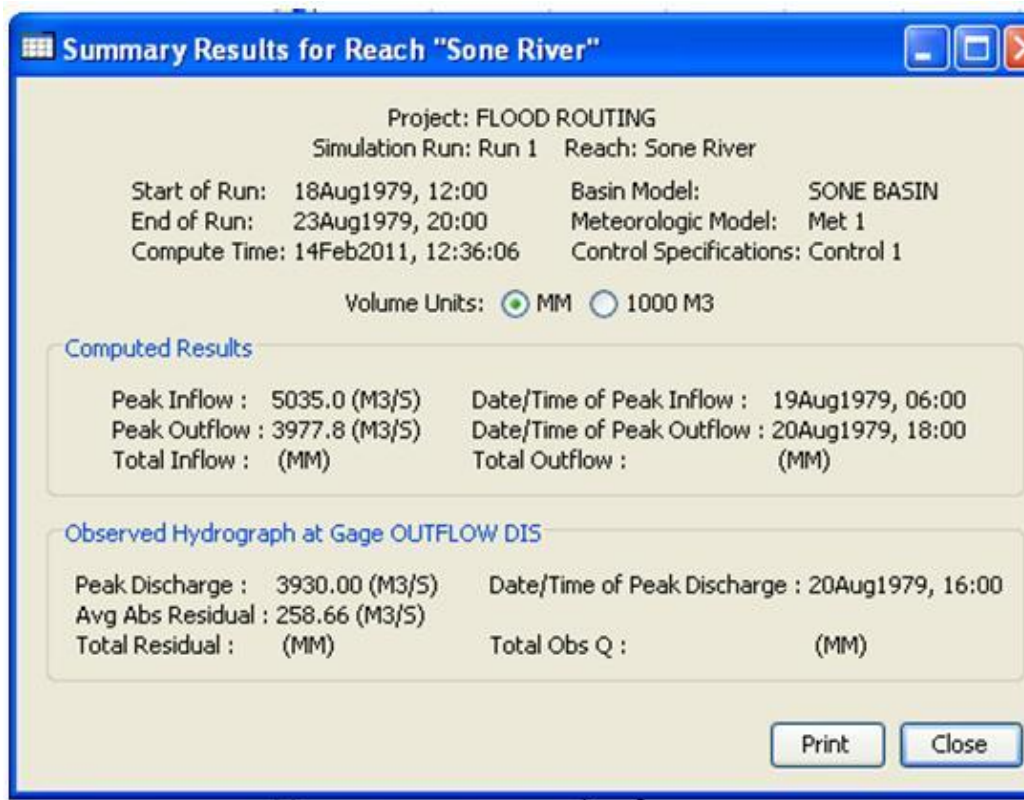 Summary Results for Reach "Sone River"
Project: FLOOD ROUTING
Simulation Run: Run 1 Reach: Sone River
Start of Run: 18Aug1979, 12:00 Basin Model: SONE BASIN
End of Run: 23Aug1979, 20:00 Meteorologic Model: Met 1
Compute Time: 14Feb2011, 12:36:06 Control Specifications: Control 1
Volume Units: MM 1000 M3
Computed Results
Peak Inflow : 5035.0 (M3/S) Date/Time of Peak Inflow : 19Aug1979, 06:00
Peak Outflow : 3977.8 (M3/S) Date/Time of Peak Outflow : 20Aug1979, 18:00
Total Inflow : (MM) Total Outflow : (MM)
Observed Hydrograph at Gage OUTFLOW DIS
Peak Discharge : 3930.00 (M3/S) Date/Time of Peak Discharge : 20Aug1979, 16:00
Avg Abs Residual : 258.66 (M3/S)
Total Residual : (MM) Total Obs Q : (MM)
Print Close